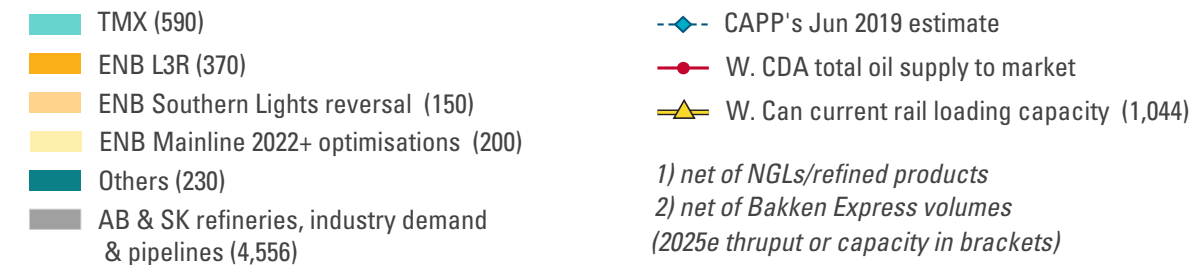 TMX (590)
ENB L3R (370)
ENB Southern Lights reversal (150)
ENB Mainline 2022+ optimisations (200)
Others (230)
AB & SK refineries, industry demand
& pipelines (4,556)
CAPP's Jun 2019 estimate
W. CDA total oil supply to market
W. Can current rail loading capacity (1,044)
1) net of NGLs/refined products
2) net of Bakken Express volumes
(2025e thruput or capacity in brackets)